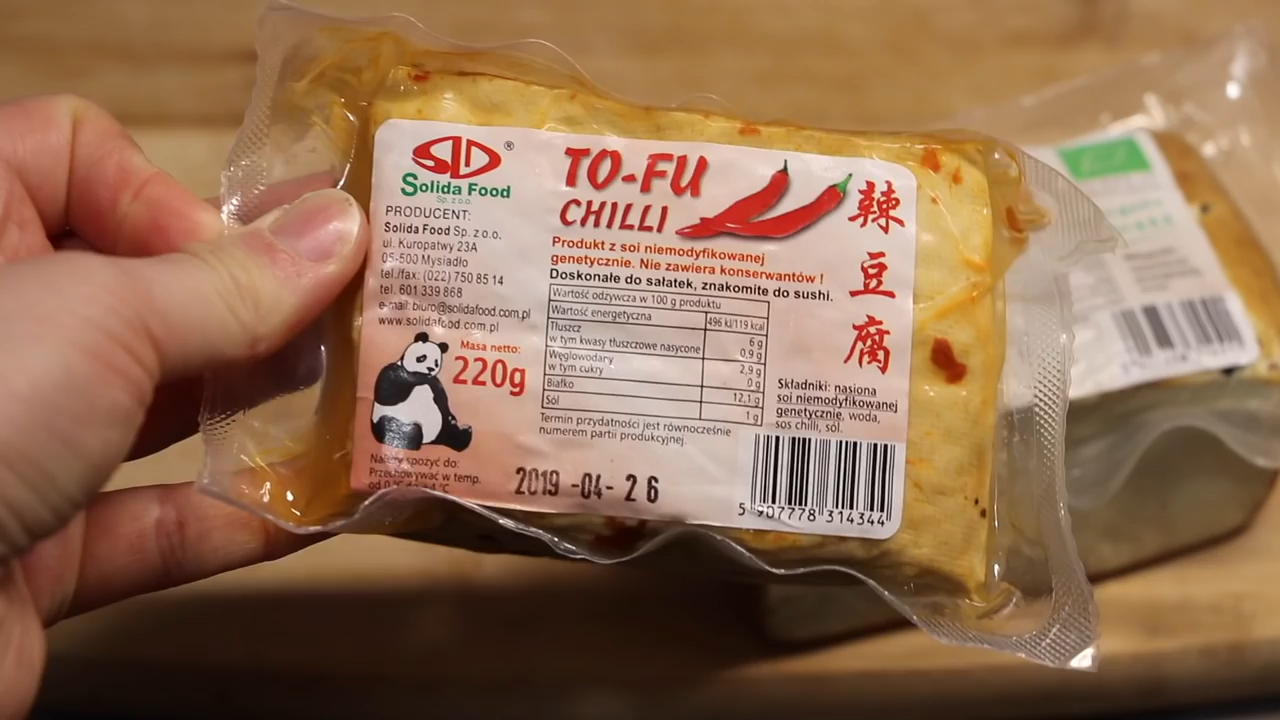 SLD ®
Solida Food
Sp. z o.o.
PRODUCENT:
Solida Food Sp. z o.o.
ul. Kuropatwy 23A
05-500 Mysiadło
tel./fax: (022) 750 85 14
tel. 601 339 868
e-mail: biuro@solidafood.com.pl
www.solidafood.com.pl
Masa netto:
220g
Należy spożyć do:
Przechowywać w temp.
od 0 °C do +4 °C
TO-FU
CHILLI
Produkt z soi niemodyfikowanej
genetycznie. Nie zawiera konserwantów !
Doskonałe do sałatek, znakomite do sushi.
Wartość odżywcza w 100 g produktu
Wartość energetyczna 496 kJ/119 kcal
Tłuszcz 6 g
w tym kwasy tłuszczowe nasycone 0,9 g
Węglowodany 2,9 g
w tym cukry 0 g
Białko 12,1 g
Sól 1 g
Termin przydatności jest równocześnie
numerem partii produkcyjnej.
2019 -04- 26
辣
豆
腐
Składniki: nasiona
soi niemodyfikowanej
genetycznie, woda,
sos chilli, sól.
5 907778 314344